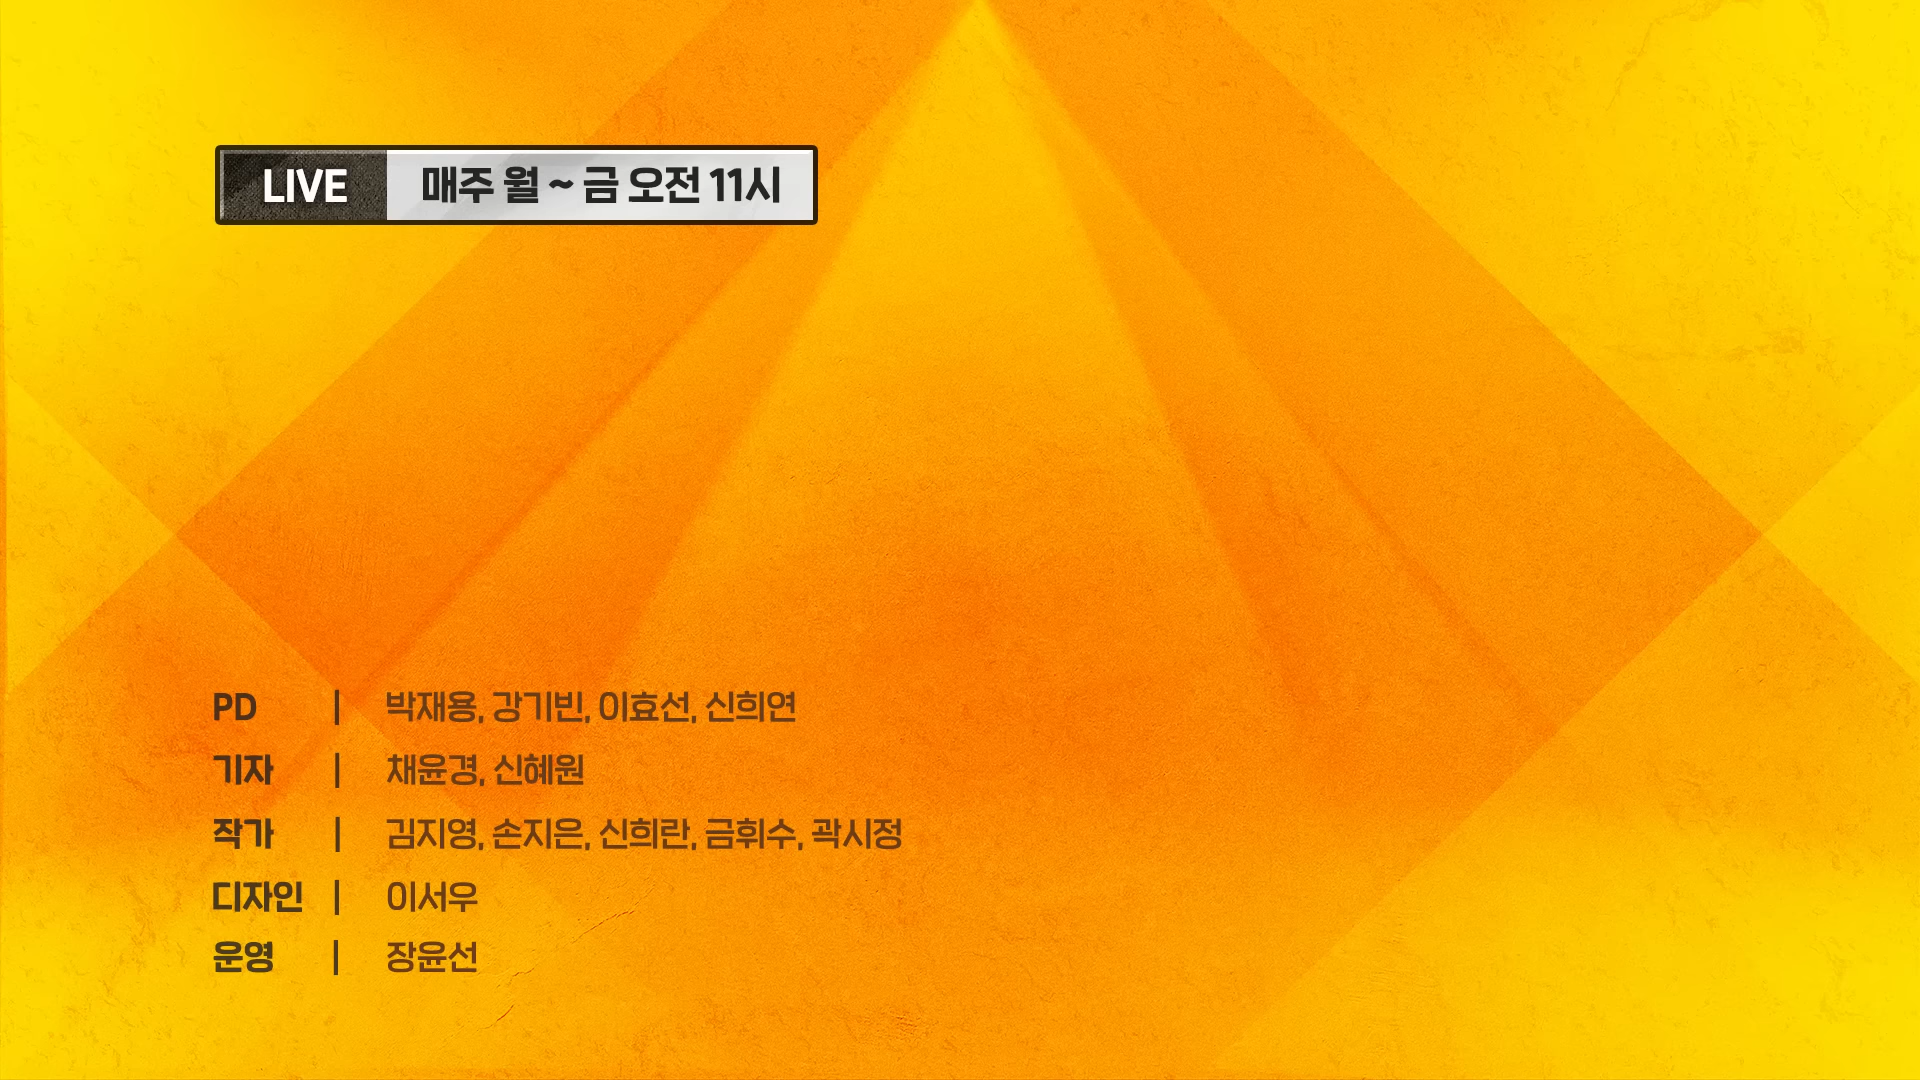 LIVE 매주 월 ~ 금 오전 11시
PD | 박재용, 강기빈, 이효선, 신희연
기자 | 채윤경, 신혜원
작가 | 김지영, 손지은, 신희란, 금휘수, 곽시정
디자인 | 이서우
운영 | 장윤선